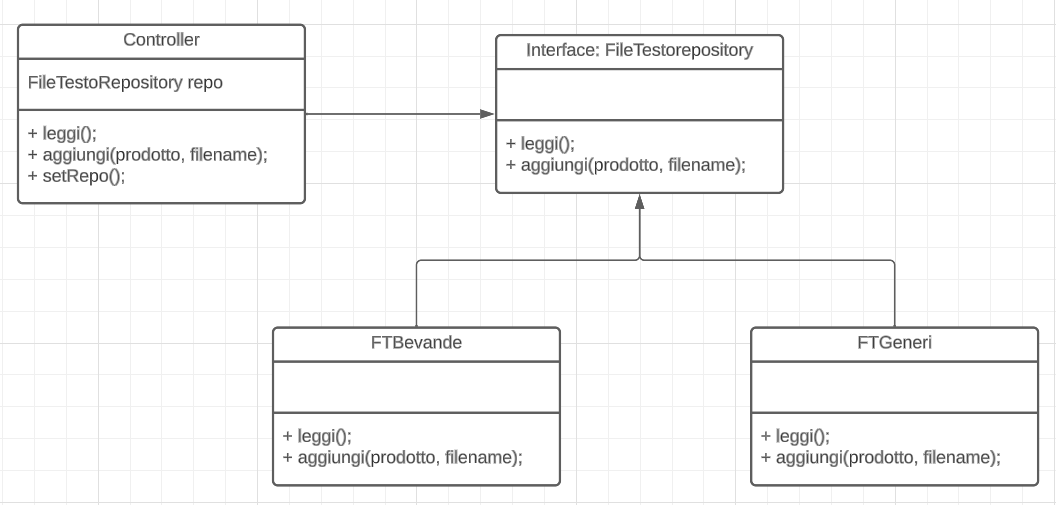 Controller
FileTestoRepository repo
+ leggi();
+ aggiungi(prodotto, filename);
+ setRepo();
Interface: FileTestorepository
+ leggi();
+ aggiungi(prodotto, filename);
FTBevande
+ leggi();
+ aggiungi(prodotto, filename);
FTGeneri
+ leggi();
+ aggiungi(prodotto, filename);